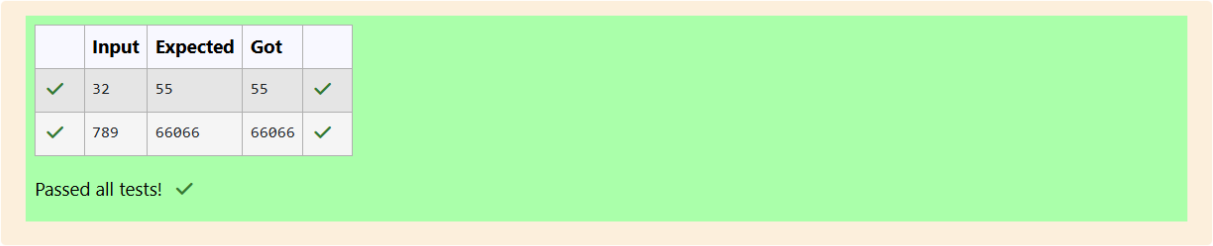 Input Expected Got
32 55 55
789 66066 66066
Passed all tests!